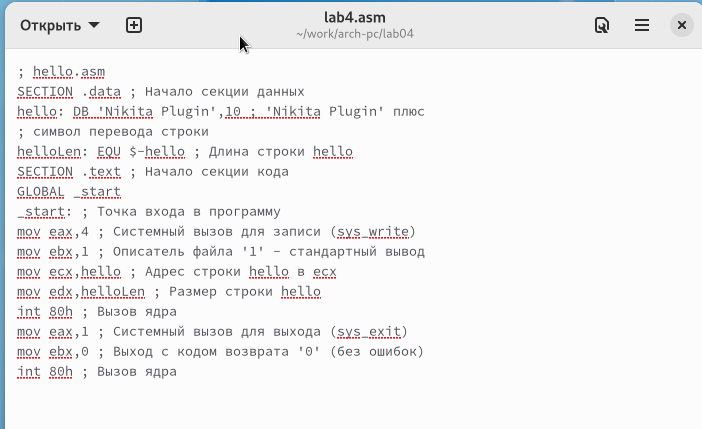 Открыть
lab4.asm
~/work/arch-pc/lab04
; hello.asm
SECTION .data ; Начало секции данных
hello: DB 'Nikita Plugin',10 ; 'Nikita Plugin' плюс
; символ перевода строки
helloLen: EQU $-hello ; Длина строки hello
SECTION .text ; Начало секции кода
GLOBAL _start
_start: ; Точка входа в программу
mov eax,4 ; Системный вызов для записи (sys_write)
mov ebx,1 ; Описатель файла '1' - стандартный вывод
mov ecx,hello ; Адрес строки hello в ecx
mov edx,helloLen ; Размер строки hello
int 80h ; Вызов ядра
mov eax,1 ; Системный вызов для выхода (sys_exit)
mov ebx,0 ; Выход с кодом возврата '0' (без ошибок)
int 80h ; Вызов ядра